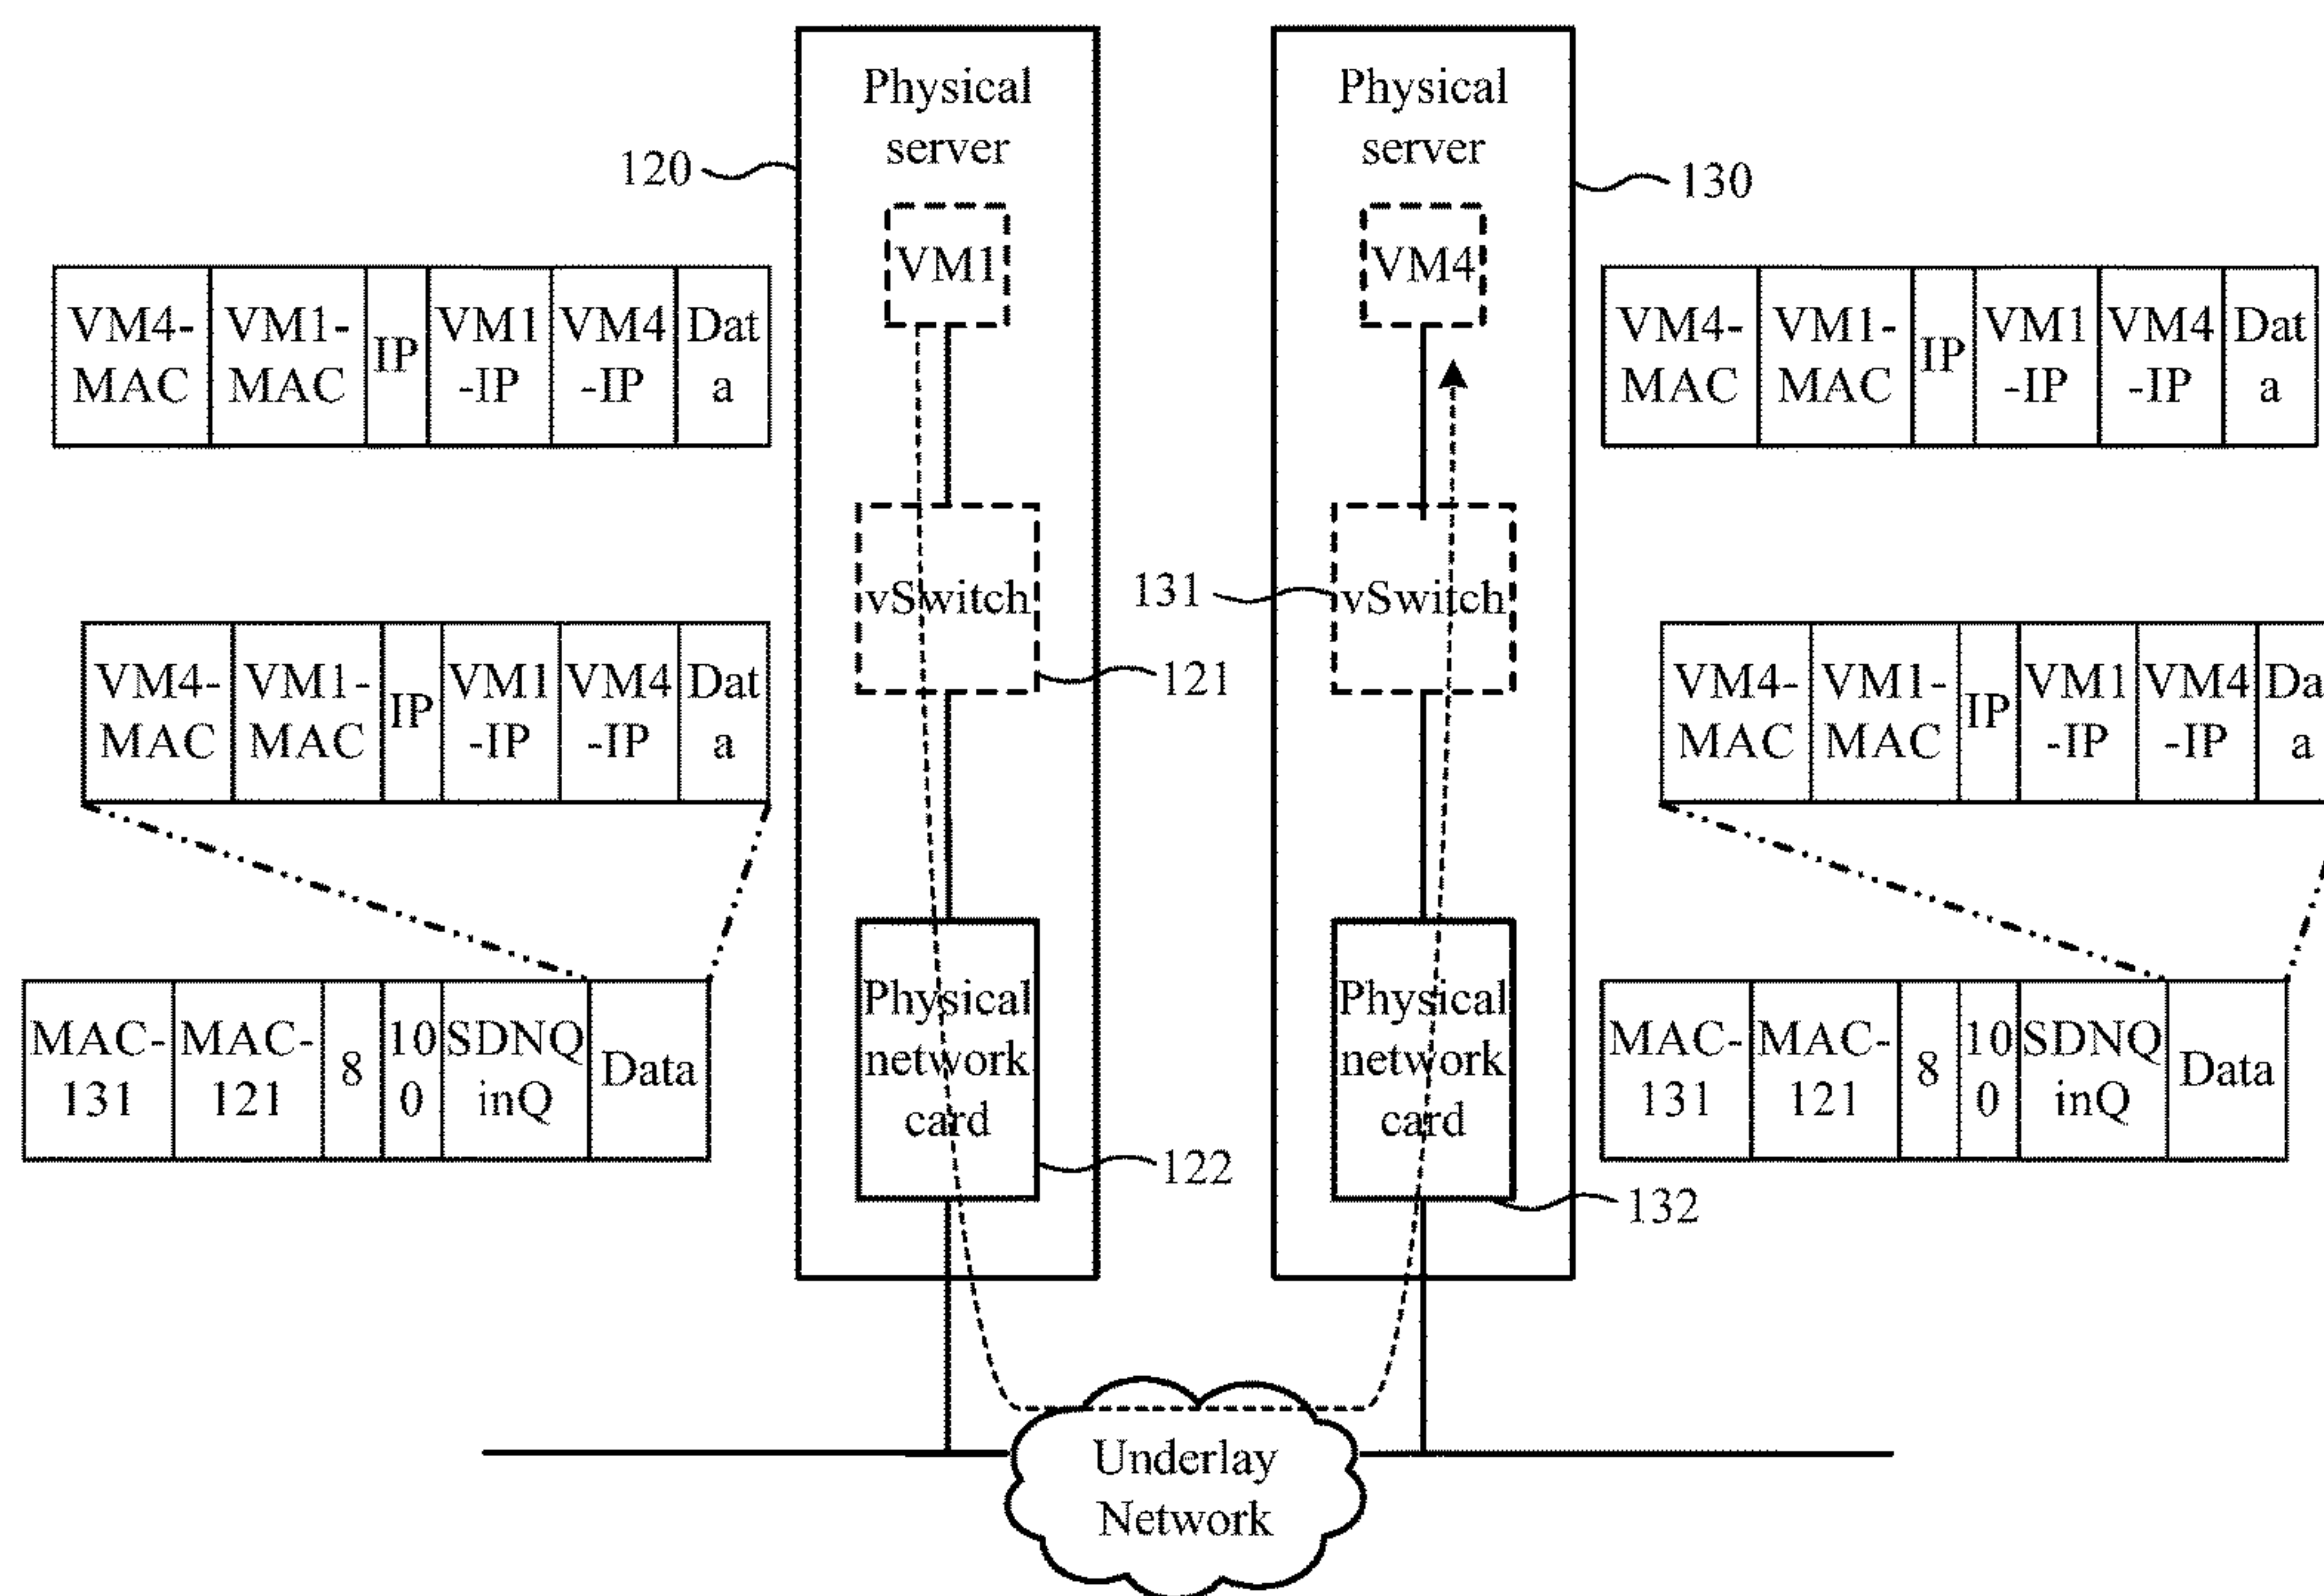 Physical
server
120
VM1
Physical
server
130
VM4
VM4-
MAC
VM1-
MAC
IP
VM1
-IP
VM4
-IP
Dat
a
VM4-
MAC
VM1-
MAC
IP
VM1
-IP
VM4
-IP
Dat
a
vSwitch
121
131
vSwitch
VM4-
MAC
VM1-
MAC
IP
VM1
-IP
VM4
-IP
Dat
a
VM4-
MAC
VM1-
MAC
IP
VM1
-IP
VM4
-IP
Da
a
MAC-
131
MAC-
121
8
10
0
SDNQ
inQ
Data
Physical
network
card
122
Physical
network
card
132
MAC-
131
MAC-
121
8
10
0
SDNQ
inQ
Data
Underlay
Network